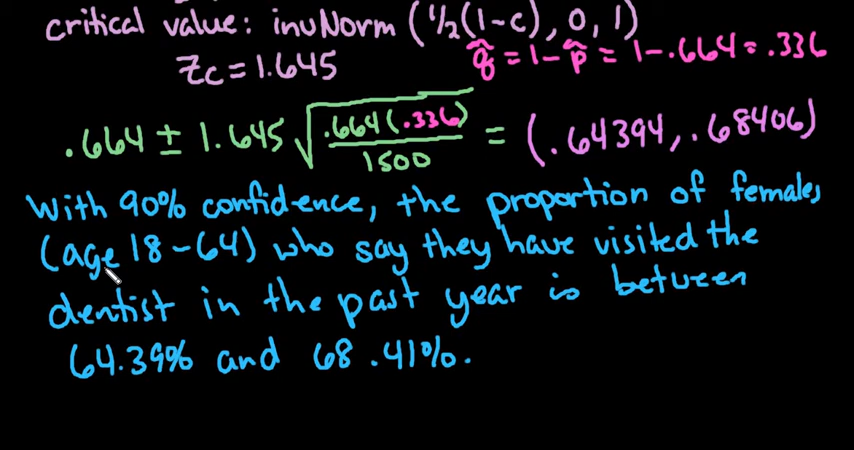 critical value: invNorm (1/2(1-c), 0, 1)
Zc = 1.645
q̂ = 1 - p̂ = 1 - .664 = .336
.664 ± 1.645 √(.664(.336)/1500) = (.64394, .68406)
With 90% confidence, the proportion of females
(age 18-64) who say they have visited the
dentist in the past year is between
64.39% and 68.41%.